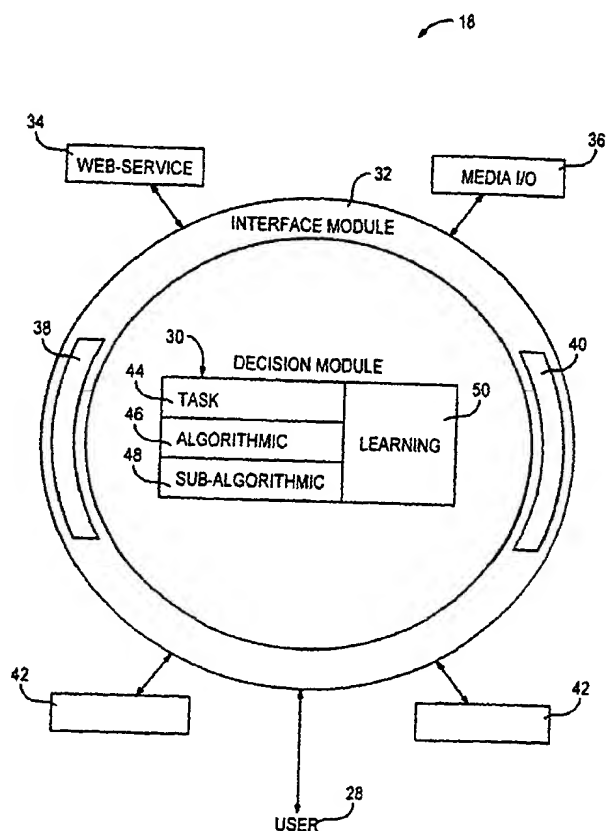 18
34
WEB-SERVICE
36
MEDIA I/O
32
INTERFACE MODULE
38
30
DECISION MODULE
40
44
TASK
50
46
ALGORITHMIC
LEARNING
48
SUB-ALGORITHMIC
42
42
USER 28